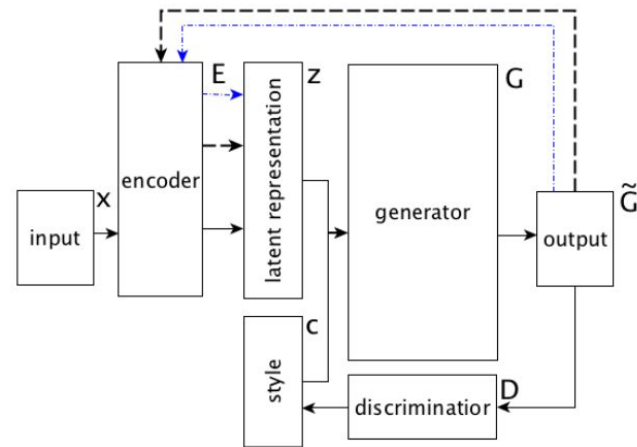 E
z
G
encoder
latent representation
x
generator
G̃
input
output
c
style
D
discriminatior